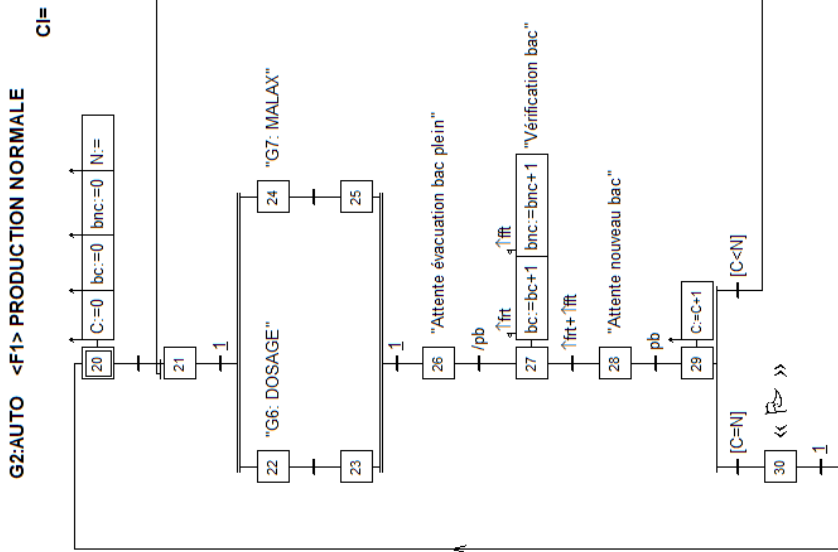 G2:AUTO <F1> PRODUCTION NORMALE
CI=
20 C:=0 bc:=0 bnc:=0 N:=
21
1
"G6: DOSAGE" "G7: MALAX"
22 24
23 25
1
26 "Attente évacuation bac plein"
/pb
↑frt ↑fft
27 bc:=bc+1 bnc:=bnc+1 "Vérification bac"
↑frt+↑fft
28 "Attente nouveau bac"
pb
29 C:=C+1
[C=N] [C<N]
30 « »
1